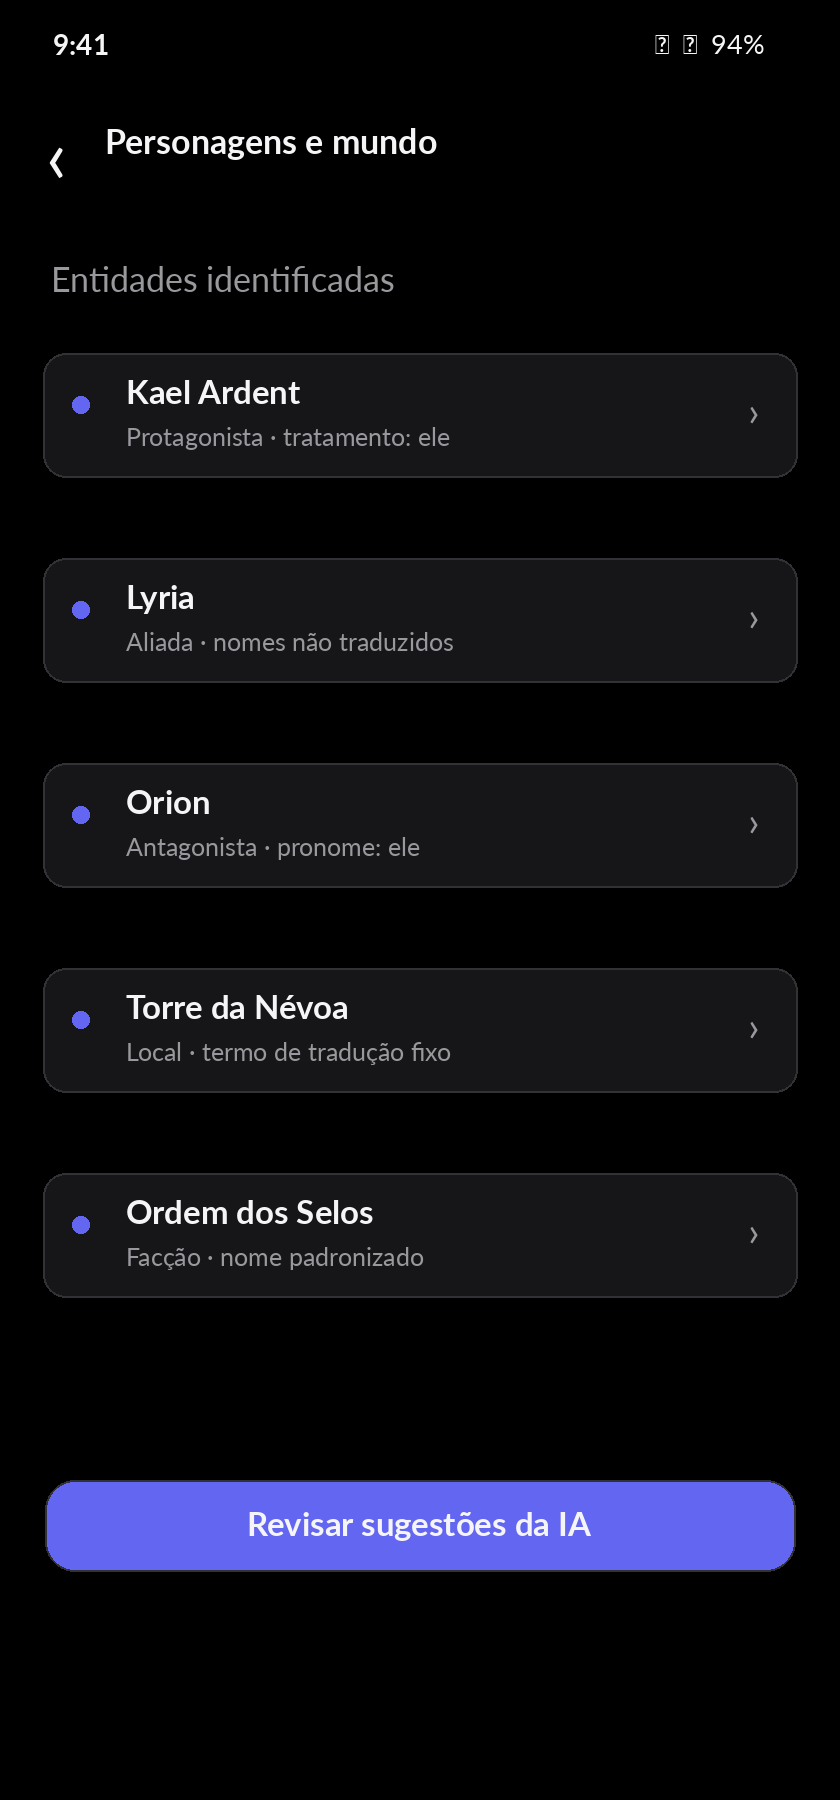 9:41
94%
Personagens e mundo
Entidades identificadas
Kael Ardent
Protagonista · tratamento: ele
Lyria
Aliada · nomes não traduzidos
Orion
Antagonista · pronome: ele
Torre da Névoa
Local · termo de tradução fixo
Ordem dos Selos
Facção · nome padronizado
Revisar sugestões da IA